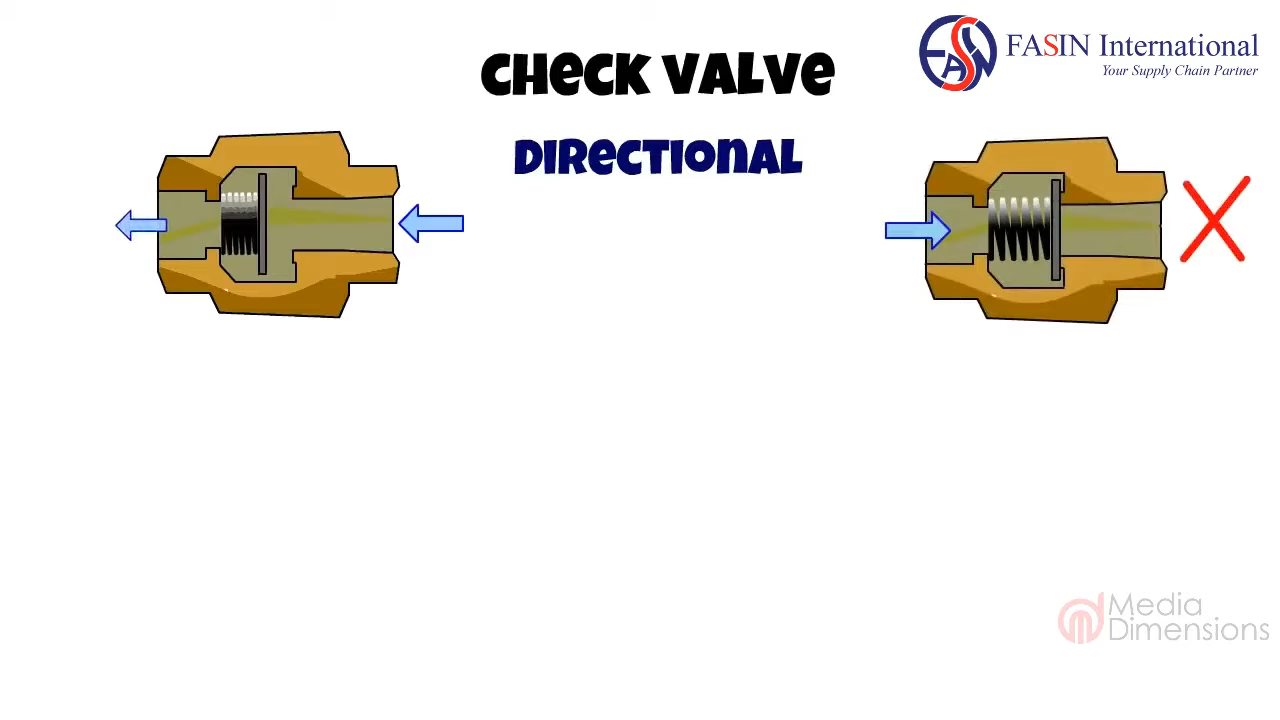 CHECK VALVE
DIRECTIONAL
FASIN International
Your Supply Chain Partner
Media
Dimensions